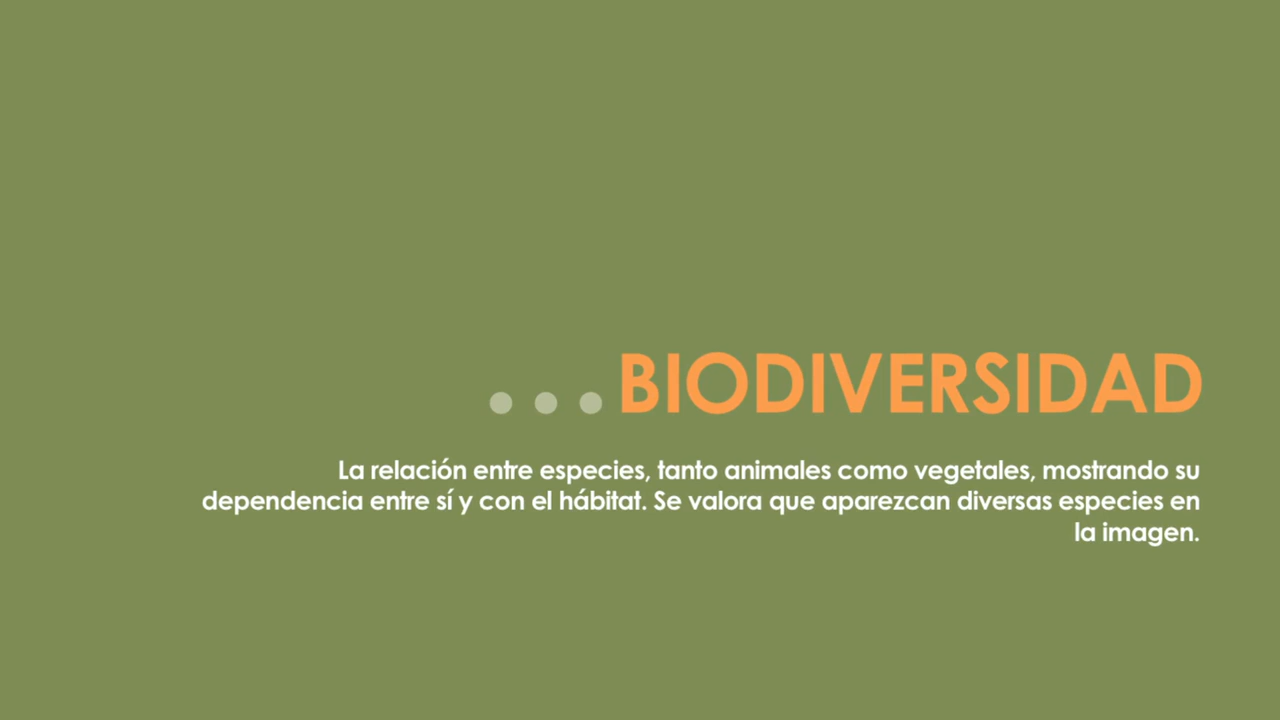 ...BIODIVERSIDAD
La relación entre especies, tanto animales como vegetales, mostrando su
dependencia entre sí y con el hábitat. Se valora que aparezcan diversas especies en
la imagen.